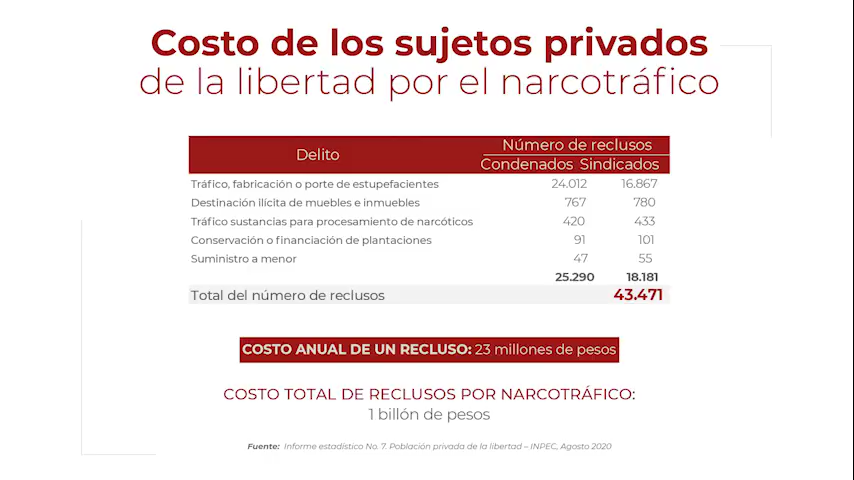 Costo de los sujetos privados
de la libertad por el narcotráfico
Delito
Número de reclusos
Condenados Sindicados
Tráfico, fabricación o porte de estupefacientes 24.012 16.867
Destinación ilícita de muebles e inmuebles 767 780
Tráfico sustancias para procesamiento de narcóticos 420 433
Conservación o financiación de plantaciones 91 101
Suministro a menor 47 55
25.290 18.181
Total del número de reclusos 43.471
COSTO ANUAL DE UN RECLUSO: 23 millones de pesos
COSTO TOTAL DE RECLUSOS POR NARCOTRÁFICO:
1 billón de pesos
Fuente: Informe estadístico No. 7. Población privada de la libertad – INPEC, Agosto 2020